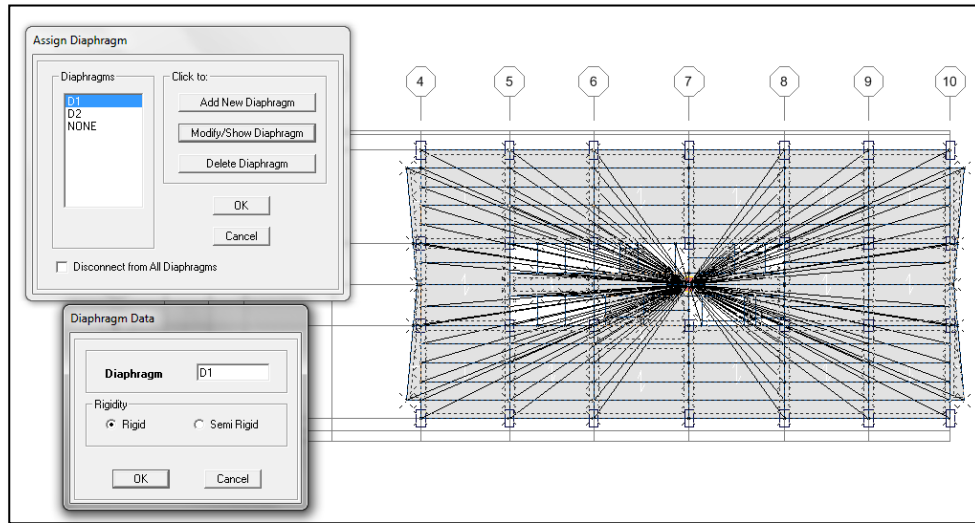 Assign Diaphragm
Diaphragms
D1
D2
NONE
Click to:
Add New Diaphragm
Modify/Show Diaphragm
Delete Diaphragm
OK
Cancel
Disconnect from All Diaphragms
Diaphragm Data
Diaphragm D1
Rigidity
Rigid Semi Rigid
OK Cancel
4 5 6 7 8 9 10